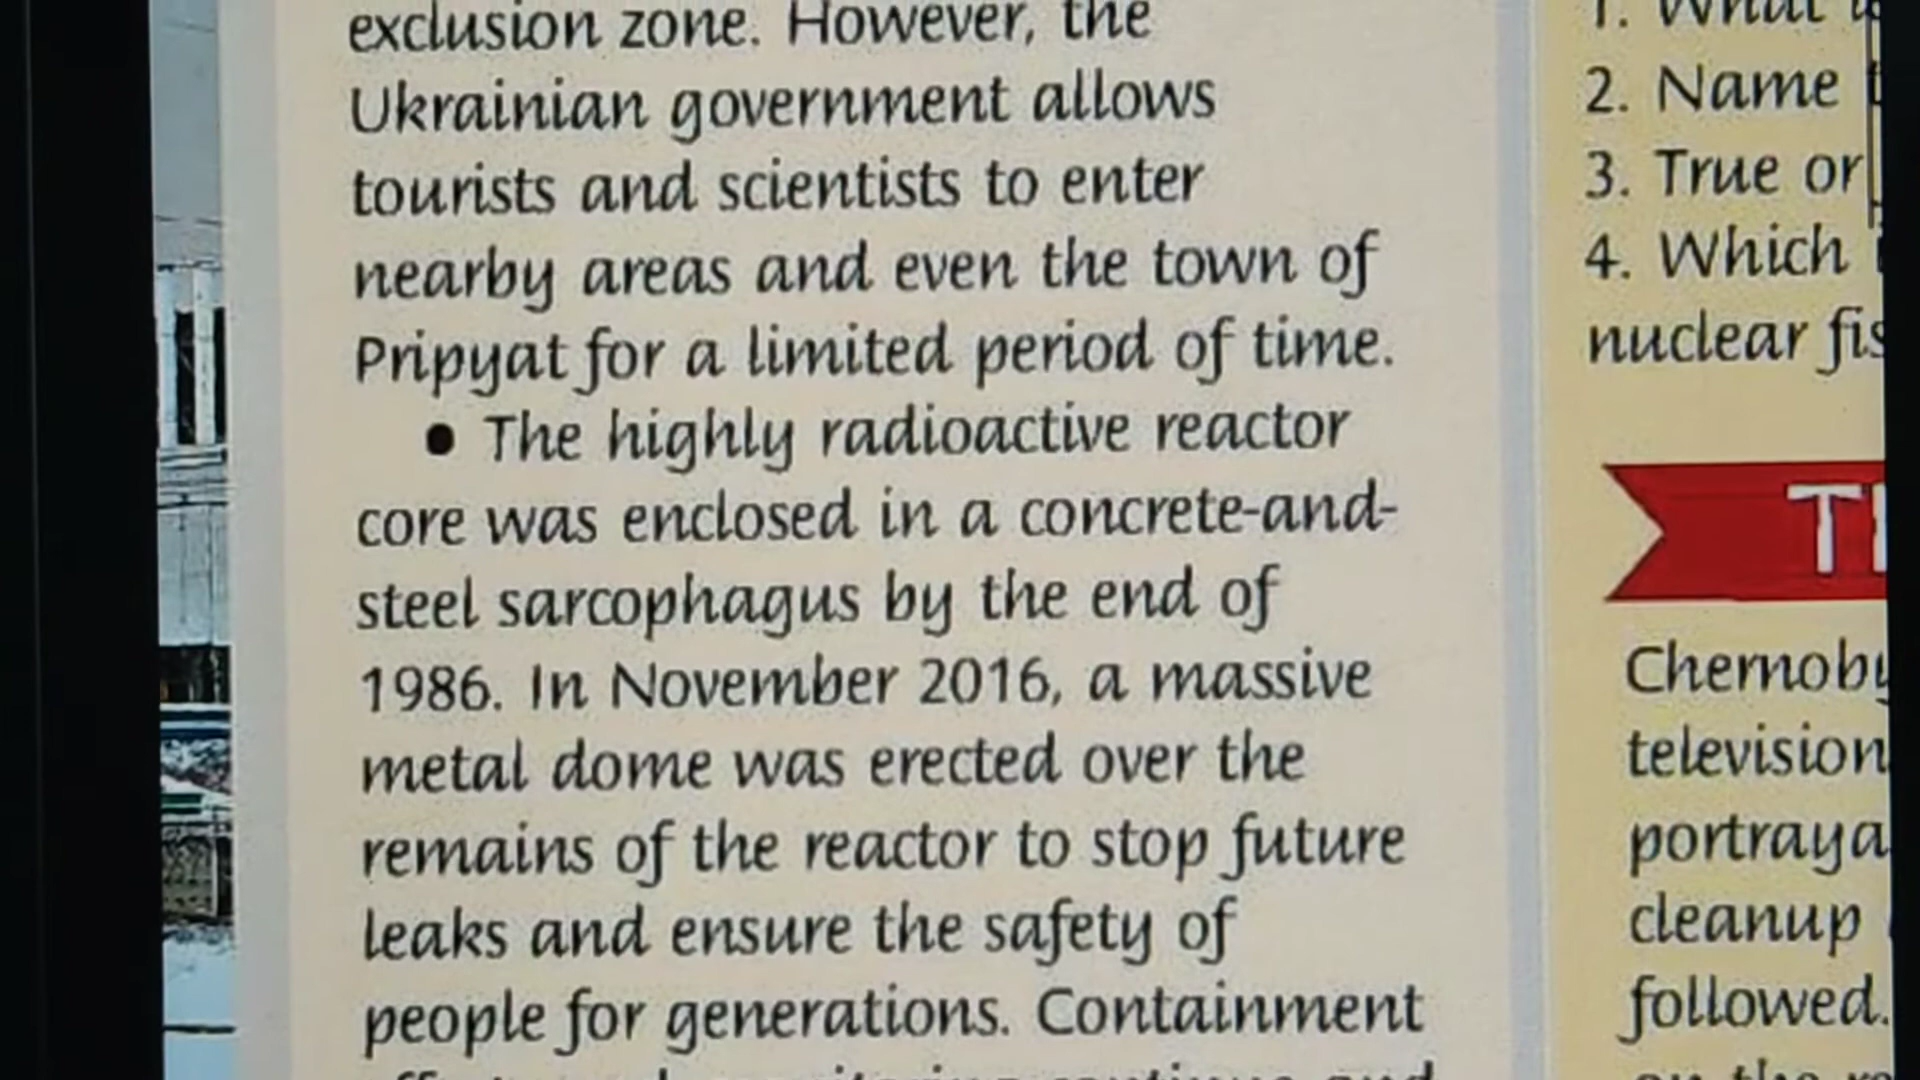 exclusion zone. However, the
Ukrainian government allows
tourists and scientists to enter
nearby areas and even the town of
Pripyat for a limited period of time.
• The highly radioactive reactor
core was enclosed in a concrete-and-
steel sarcophagus by the end of
1986. In November 2016, a massive
metal dome was erected over the
remains of the reactor to stop future
leaks and ensure the safety of
people for generations. Containment
1. What
2. Name
3. True or
4. Which
nuclear
television
cleanup
followed.